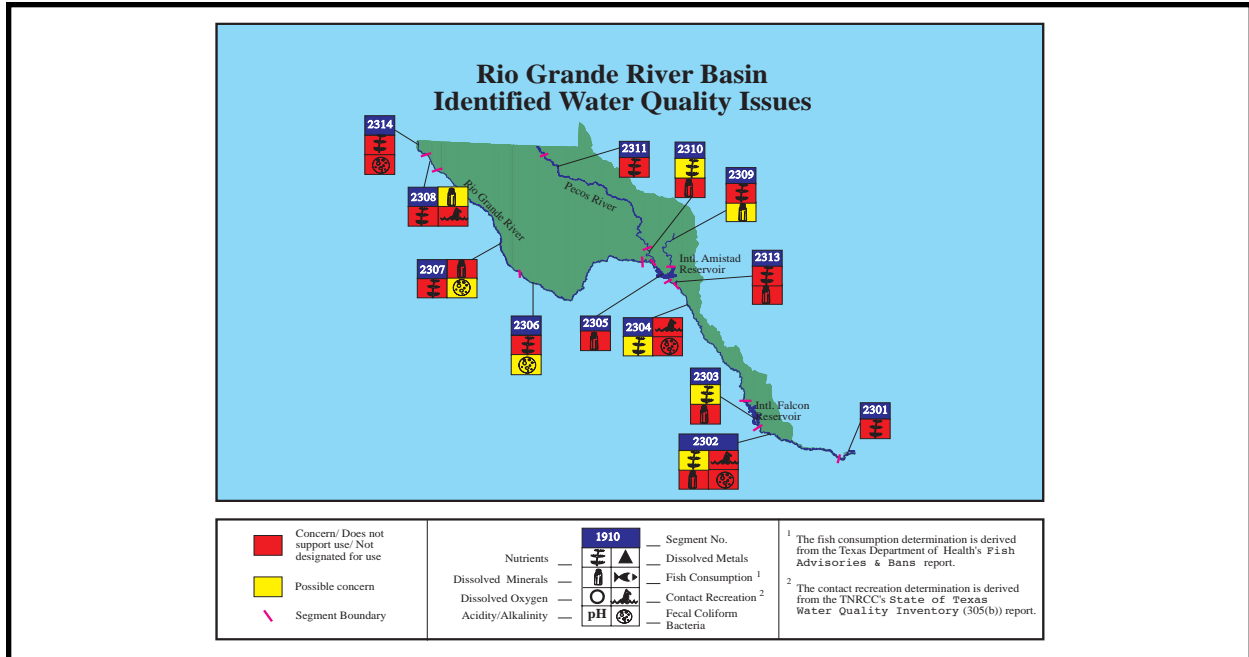 Rio Grande River Basin
Identified Water Quality Issues
2314
2311
2310
2309
2308
Rio Grande River
Pecos River
Intl. Amistad
Reservoir
2313
2307
2306
2305
2304
2303
Intl. Falcon
Reservoir
2301
2302
Concern/ Does not
support use/ Not
designated for use
Possible concern
Segment Boundary
1910
Segment No.
Nutrients
Dissolved Metals
Dissolved Minerals
Fish Consumption 1
Dissolved Oxygen
Contact Recreation 2
Acidity/Alkalinity
pH
Fecal Coliform
Bacteria
1 The fish consumption determination is derived
from the Texas Department of Health's Fish
Advisories & Bans report.
2 The contact recreation determination is derived
from the TNRCC's State of Texas
Water Quality Inventory (305(b)) report.